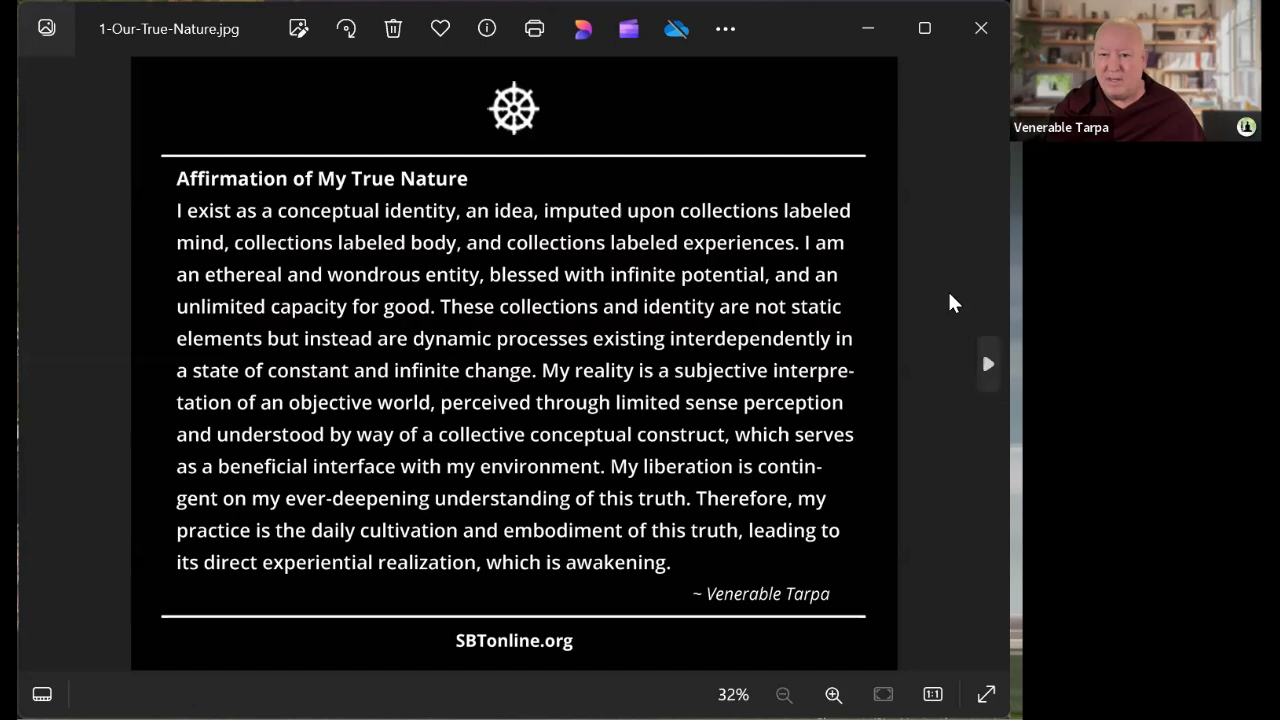 1-Our-True-Nature.jpg
Venerable Tarpa
Affirmation of My True Nature
I exist as a conceptual identity, an idea, imputed upon collections labeled
mind, collections labeled body, and collections labeled experiences. I am
an ethereal and wondrous entity, blessed with infinite potential, and an
unlimited capacity for good. These collections and identity are not static
elements but instead are dynamic processes existing interdependently in
a state of constant and infinite change. My reality is a subjective interpre-
tation of an objective world, perceived through limited sense perception
and understood by way of a collective conceptual construct, which serves
as a beneficial interface with my environment. My liberation is contin-
gent on my ever-deepening understanding of this truth. Therefore, my
practice is the daily cultivation and embodiment of this truth, leading to
its direct experiential realization, which is awakening.
~ Venerable Tarpa
SBTonline.org
32%
1:1